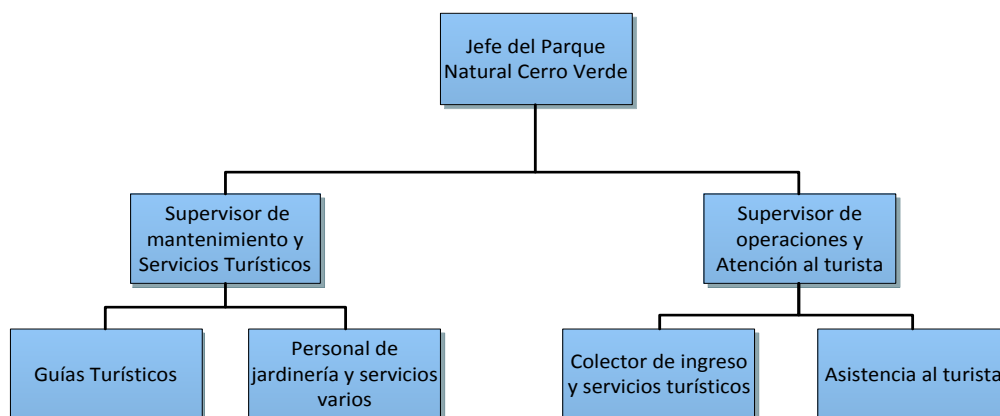 Jefe del Parque
Natural Cerro Verde
Supervisor de
mantenimiento y
Servicios Turísticos
Supervisor de
operaciones y
Atención al turista
Guías Turísticos
Personal de
jardinería y servicios
varios
Colector de ingreso
y servicios turísticos
Asistencia al turista